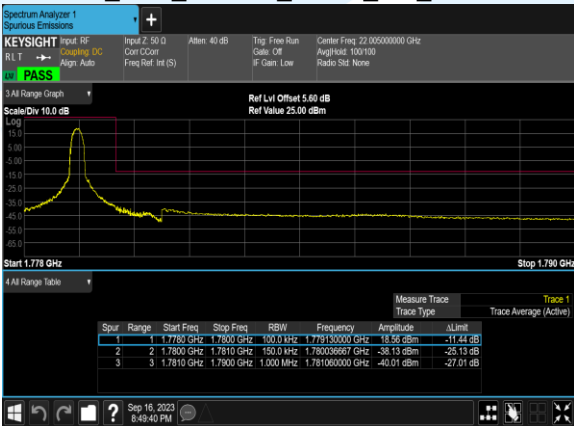 Spectrum Analyzer 1
Spurious Emissions
KEYSIGHT
RLT
PASS
Input: RF
Coupling: DC
Align: Auto
Input Z: 50 Ω
Corr CCorr
Freq Ref: Int (S)
Atten: 40 dB
Trig: Free Run
Gate: Off
IF Gain: Low
Center Freq: 22.005000000 GHz
Avg|Hold: 100/100
Radio Std: None
3 All Range Graph
Scale/Div 10.0 dB
Ref Lvl Offset 5.60 dB
Ref Value 25.00 dBm
Log
15.0
5.00
-5.00
-15.0
-25.0
-35.0
-45.0
-55.0
-65.0
Start 1.778 GHz
Stop 1.790 GHz
4 All Range Table
Measure Trace Trace 1
Trace Type Trace Average (Active)
Spur Range Start Freq Stop Freq RBW Frequency Amplitude ΔLimit
1 1 1.7780 GHz 1.7800 GHz 100.0 kHz 1.779130000 GHz 18.56 dBm -11.44 dB
2 2 1.7800 GHz 1.7810 GHz 150.0 kHz 1.780036667 GHz -38.13 dBm -25.13 dB
3 3 1.7810 GHz 1.7900 GHz 1.000 MHz 1.781060000 GHz -40.01 dBm -27.01 dB
Sep 16, 2023
8:49:40 PM